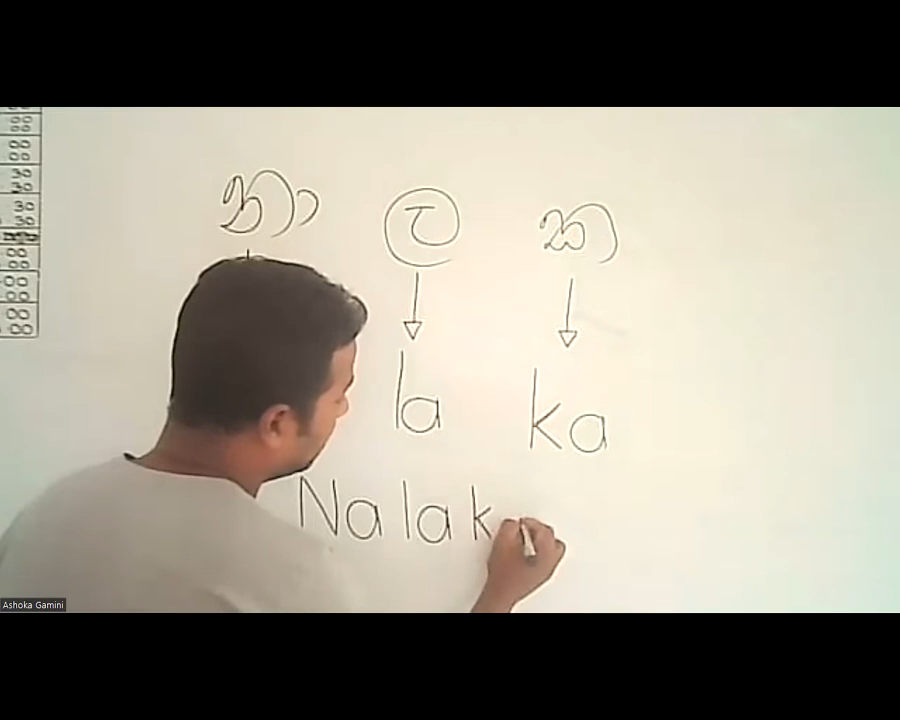 නා ල ක
la ka
Nalak
Ashoka Gamini